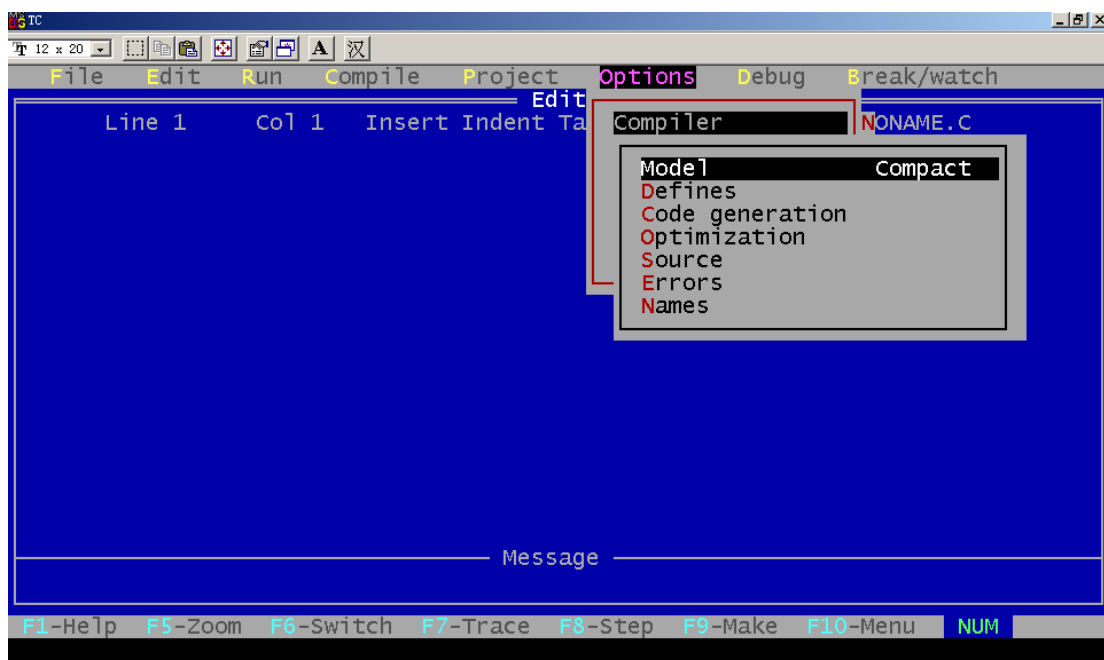 TC
12 x 20 A 汉
File Edit Run Compile Project Options Debug Break/watch
Edit
Line 1 Col 1 Insert Indent Ta Compiler NONAME.C
Model Compact
Defines
Code generation
Optimization
Source
Errors
Names
Message
F1-Help F5-Zoom F6-Switch F7-Trace F8-Step F9-Make F10-Menu NUM